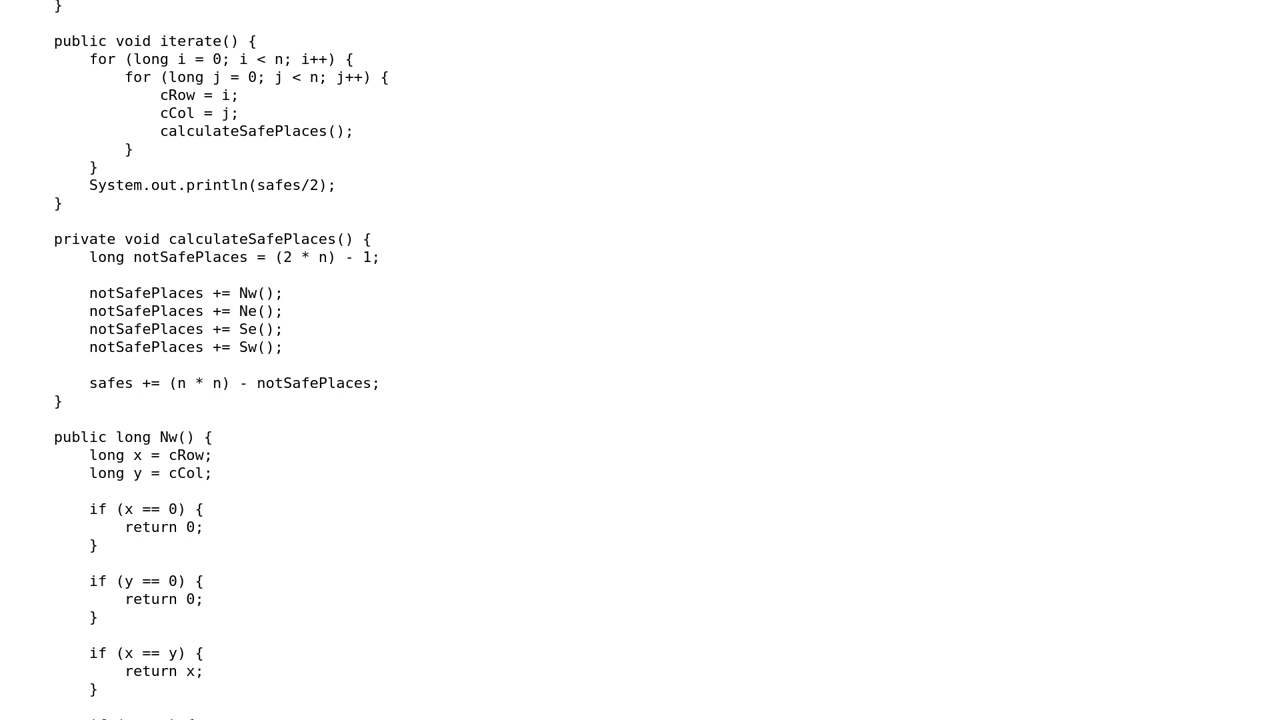 }
public void iterate() {
for (long i = 0; i < n; i++) {
for (long j = 0; j < n; j++) {
cRow = i;
cCol = j;
calculateSafePlaces();
}
}
System.out.println(safes/2);
}
private void calculateSafePlaces() {
long notSafePlaces = (2 * n) - 1;
notSafePlaces += Nw();
notSafePlaces += Ne();
notSafePlaces += Se();
notSafePlaces += Sw();
safes += (n * n) - notSafePlaces;
}
public long Nw() {
long x = cRow;
long y = cCol;
if (x == 0) {
return 0;
}
if (y == 0) {
return 0;
}
if (x == y) {
return x;
}